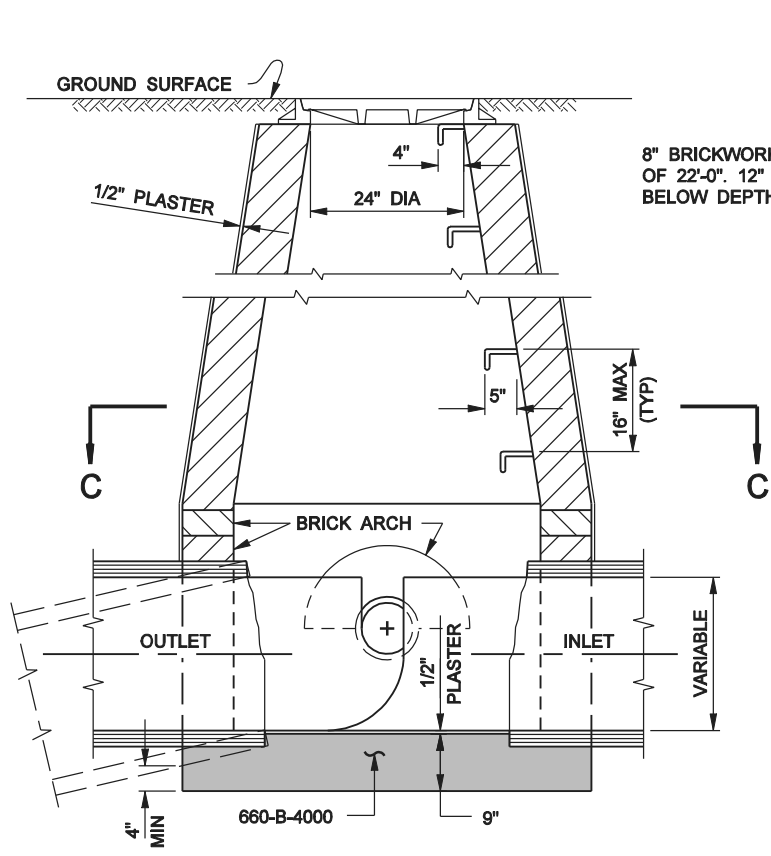 GROUND SURFACE
8" BRICKWOR
OF 22'-0". 12"
BELOW DEPTH
4"
1/2" PLASTER
24" DIA
5"
16" MAX
(TYP)
C
C
BRICK ARCH
OUTLET
INLET
1/2"
PLASTER
VARIABLE
4"
MIN
660-B-4000
9"